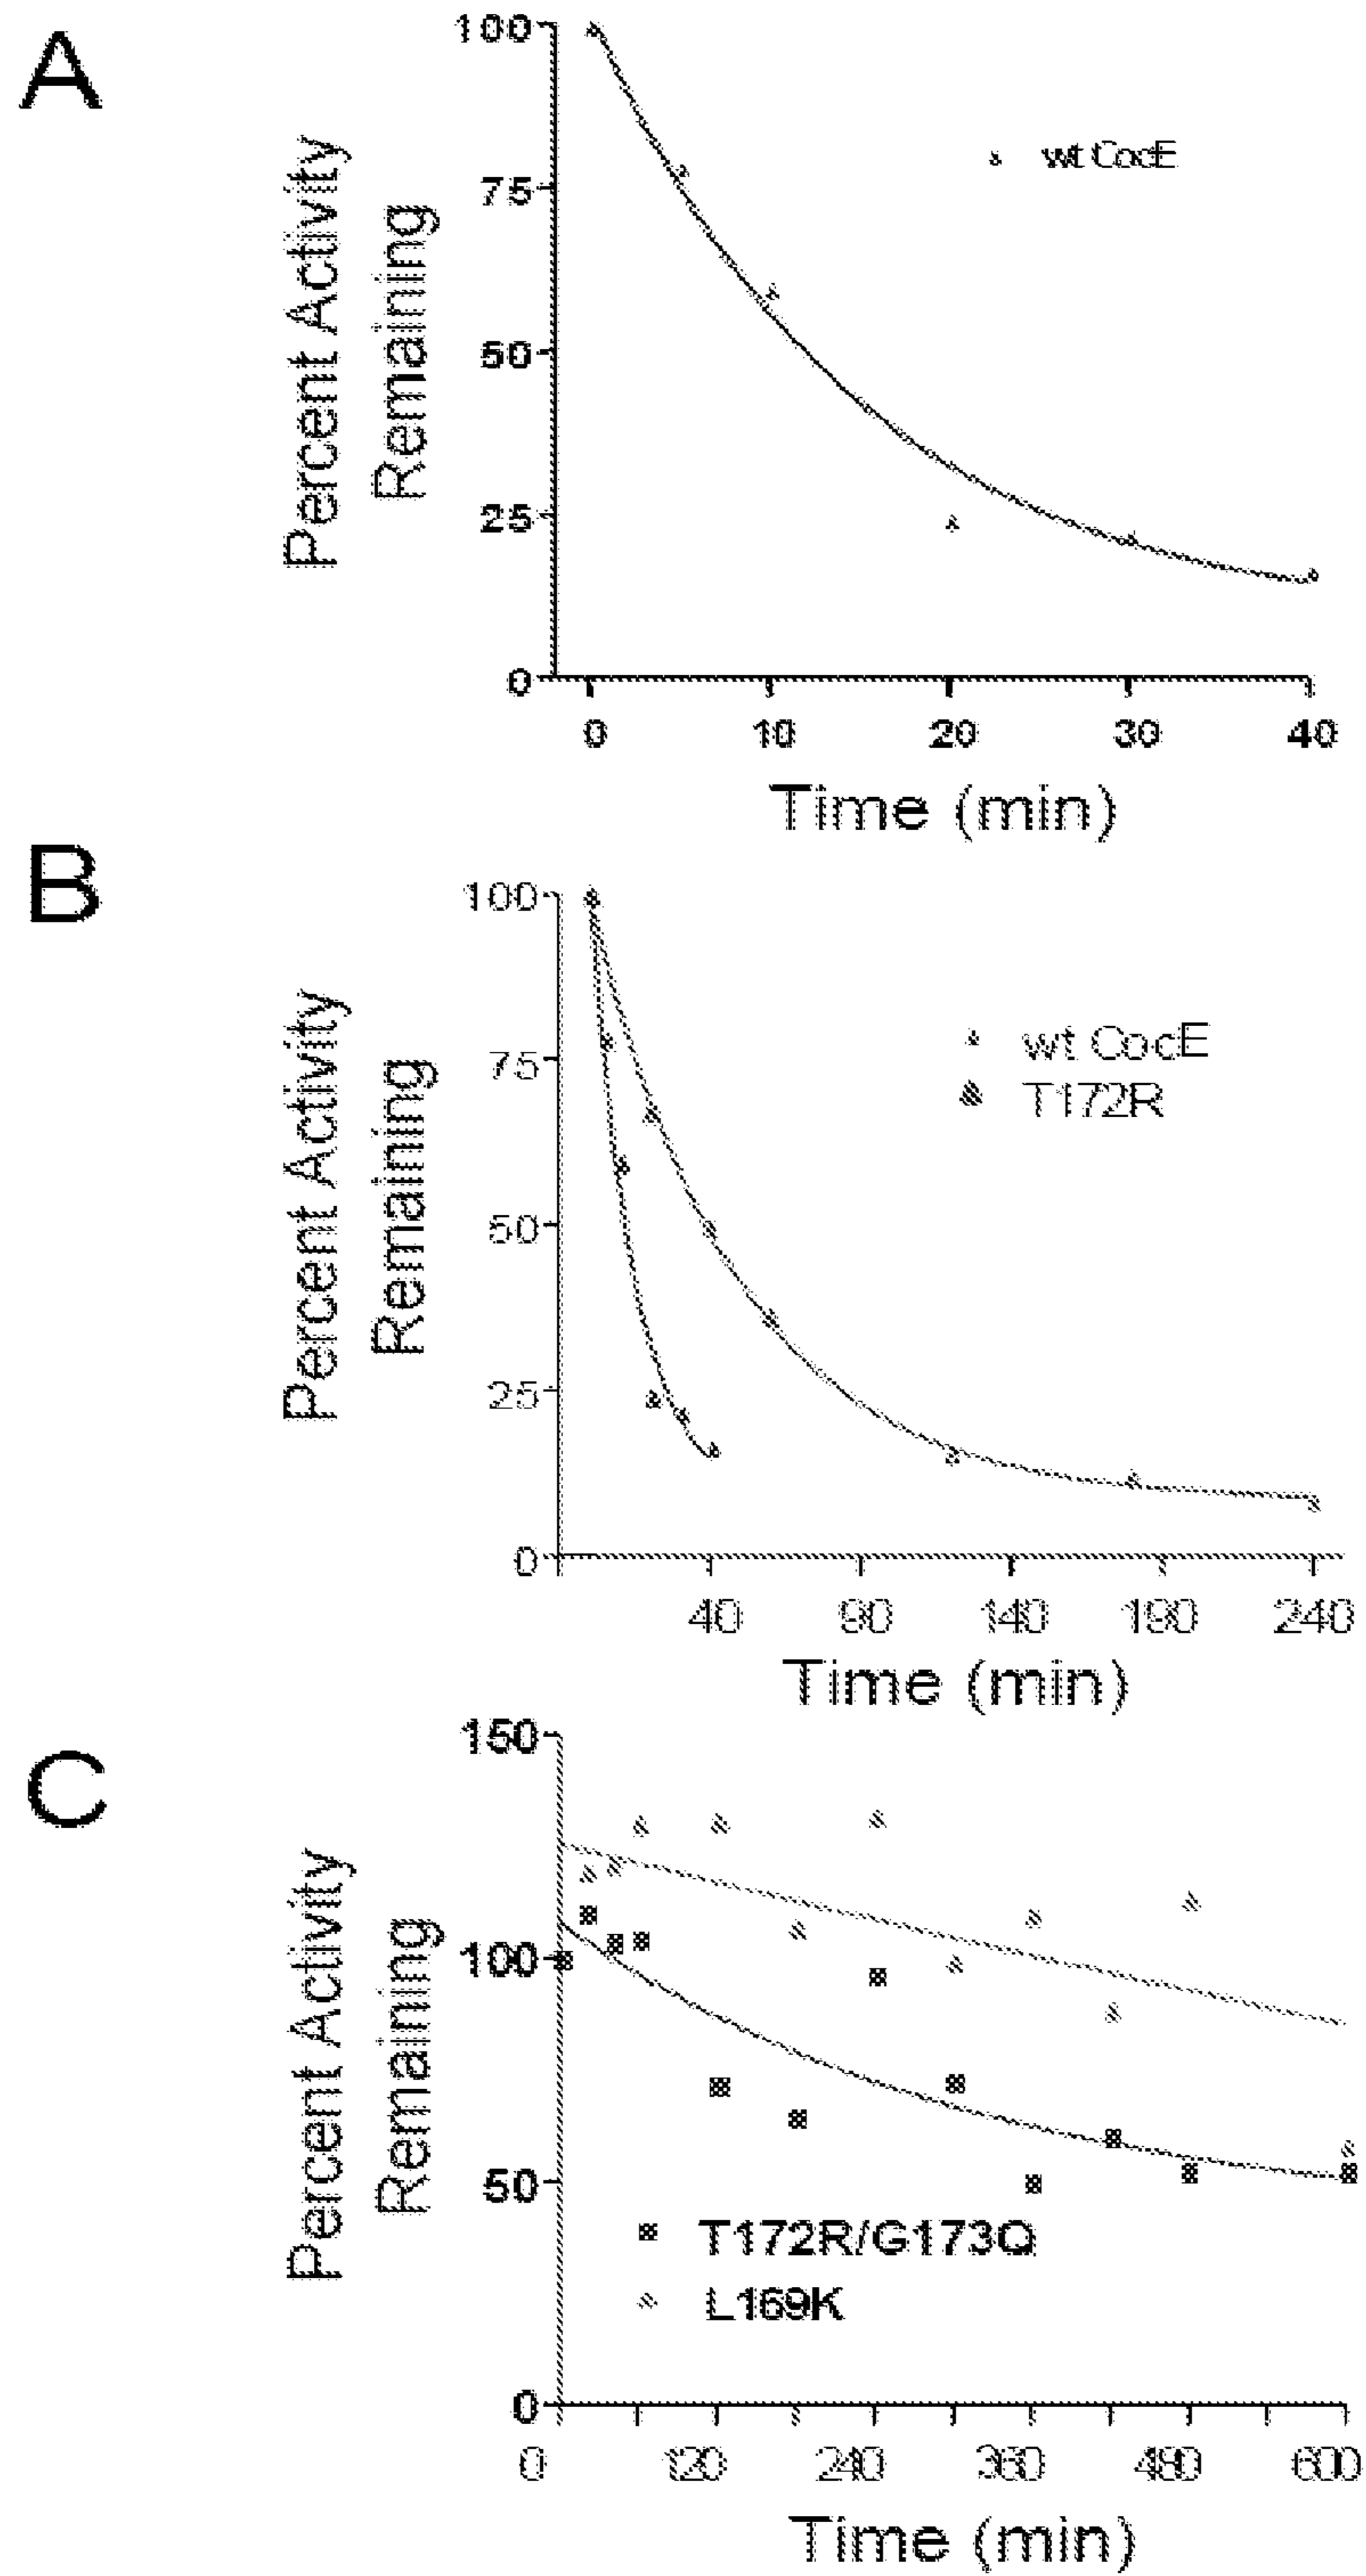 A
Percent Activity
Remaining
100
75
50
25
0
wt CocE
0 10 20 30 40
Time (min)
B
Percent Activity
Remaining
100
75
50
25
0
wt CocE
T172R
40 90 140 190 240
Time (min)
C
Percent Activity
Remaining
150
100
50
0
T172R/G173Q
L169K
0 120 240 360 480 600
Time (min)